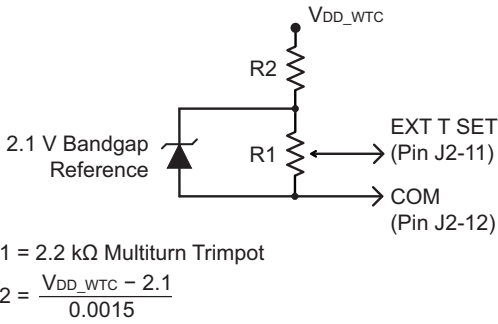 VDD_WTC
R2
2.1 V Bandgap
Reference
R1
EXT T SET
(Pin J2-11)
COM
(Pin J2-12)
1 = 2.2 kΩ Multiturn Trimpot
2 = VDD_WTC − 2.1
0.0015